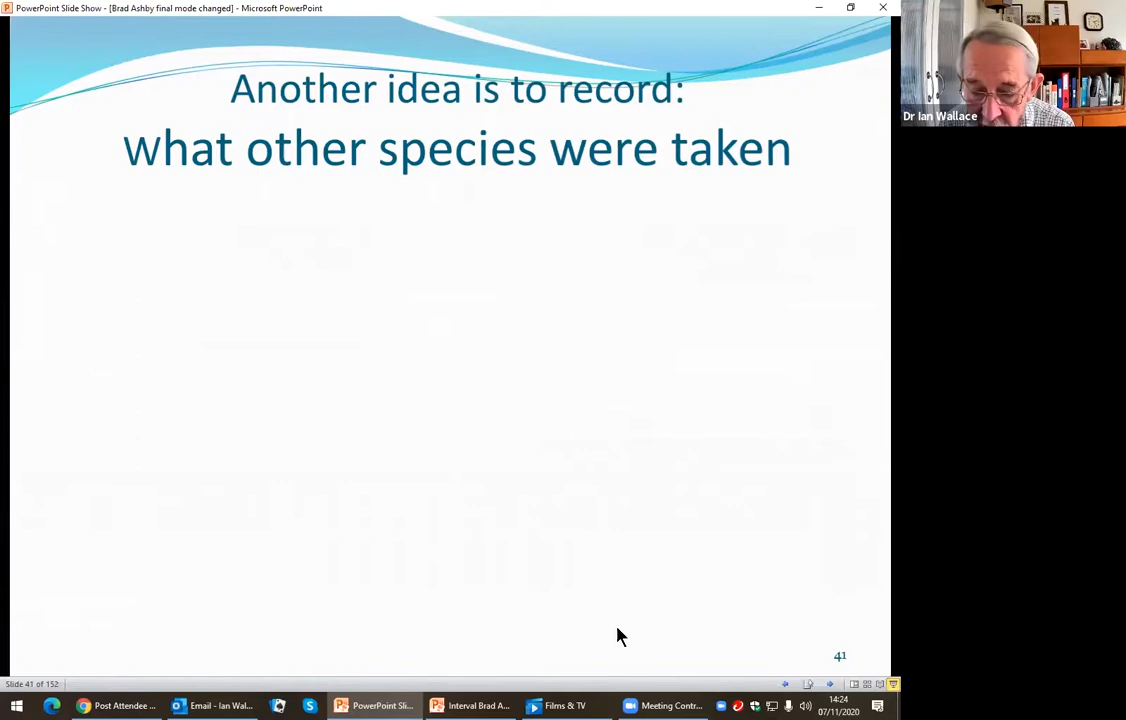 PowerPoint Slide Show - [Brad Ashby final mode changed] - Microsoft PowerPoint
Another idea is to record:
What other species were taken
Dr Ian Wallace
41
Slide 41 of 152
Post Attendee ...
Email - Ian Wal...
PowerPoint Sli...
Interval Brad A...
Films & TV
Meeting Contr...
14:24
07/11/2020